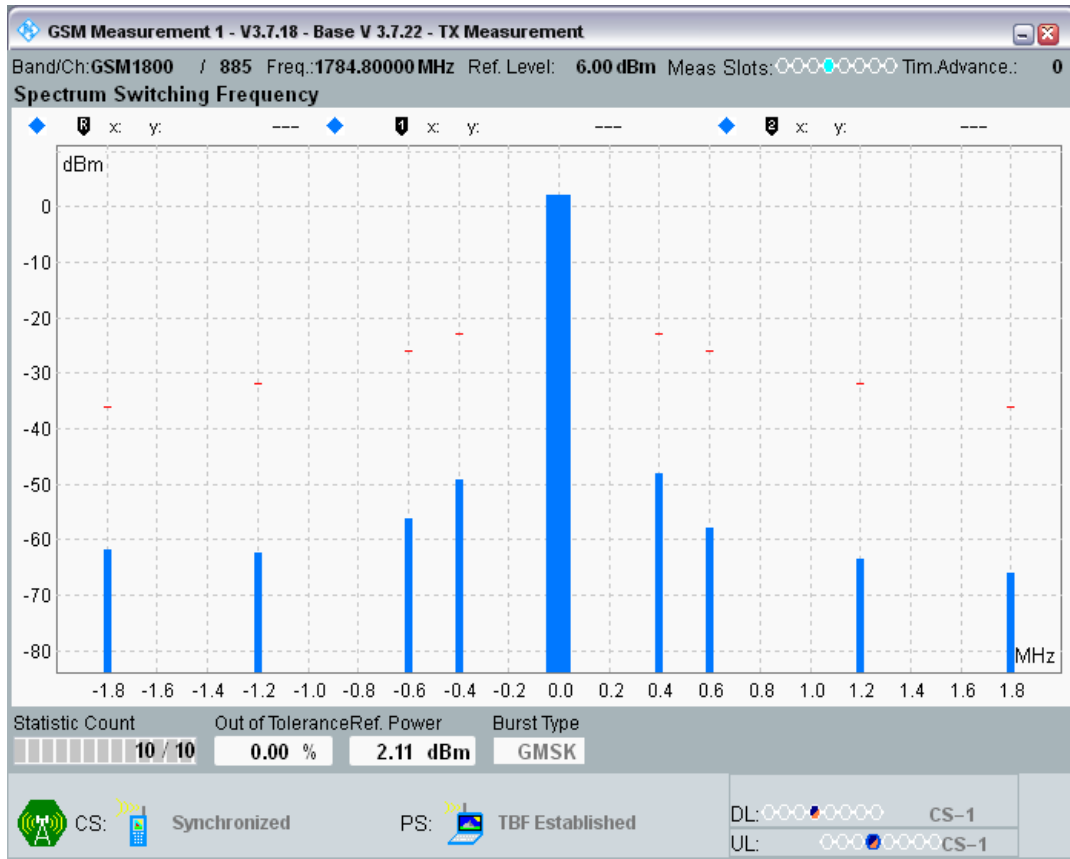 GSM Measurement 1 - V3.7.18 - Base V 3.7.22 - TX Measurement
Band/Ch:GSM1800 / 885 Freq.:1784.80000 MHz Ref. Level: 6.00 dBm Meas Slots: Tim.Advance.: 0
Spectrum Switching Frequency
R x: y: --- 1 x: y: --- 2 x: y: ---
dBm
0
-10
-20
-30
-40
-50
-60
-70
-80
MHz
-1.8 -1.6 -1.4 -1.2 -1.0 -0.8 -0.6 -0.4 -0.2 0.0 0.2 0.4 0.6 0.8 1.0 1.2 1.4 1.6 1.8
Statistic Count Out of Tolerance Ref. Power Burst Type
10 / 10 0.00 % 2.11 dBm GMSK
CS: Synchronized PS: TBF Established
DL: CS-1
UL: CS-1